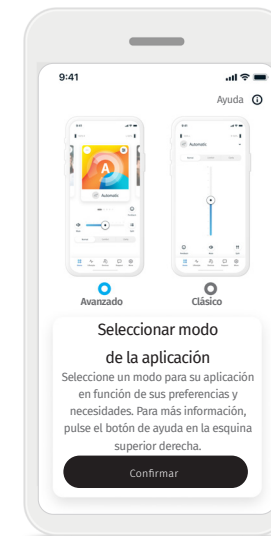 9:41
Ayuda
Automatic
Automatic
A
Avanzado
Clásico
Seleccionar modo
de la aplicación
Seleccione un modo para su aplicación
en función de sus preferencias y
necesidades. Para más información,
pulse el botón de ayuda en la esquina
superior derecha.
Confirmar